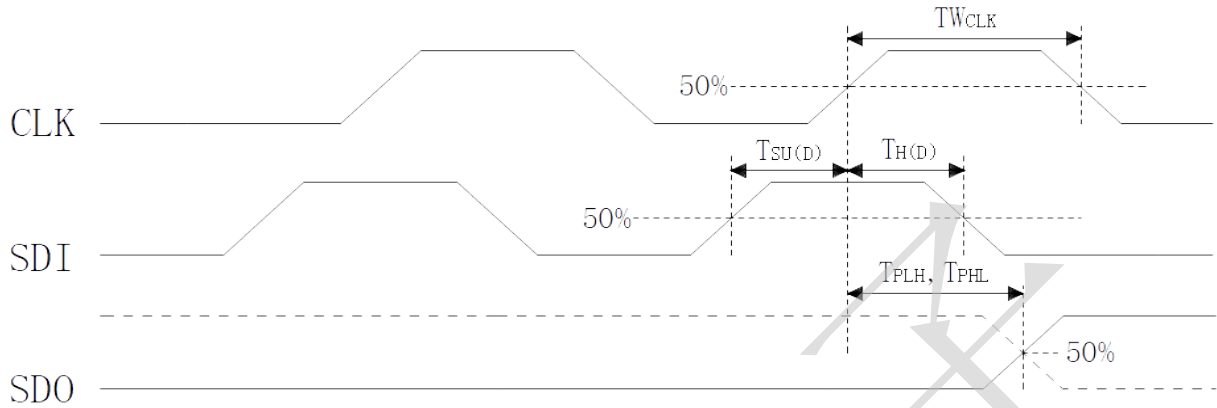 TWCLK
50%
CLK
TSU(D) TH(D)
50%
SDI
TPLH, TPHL
50%
SDO